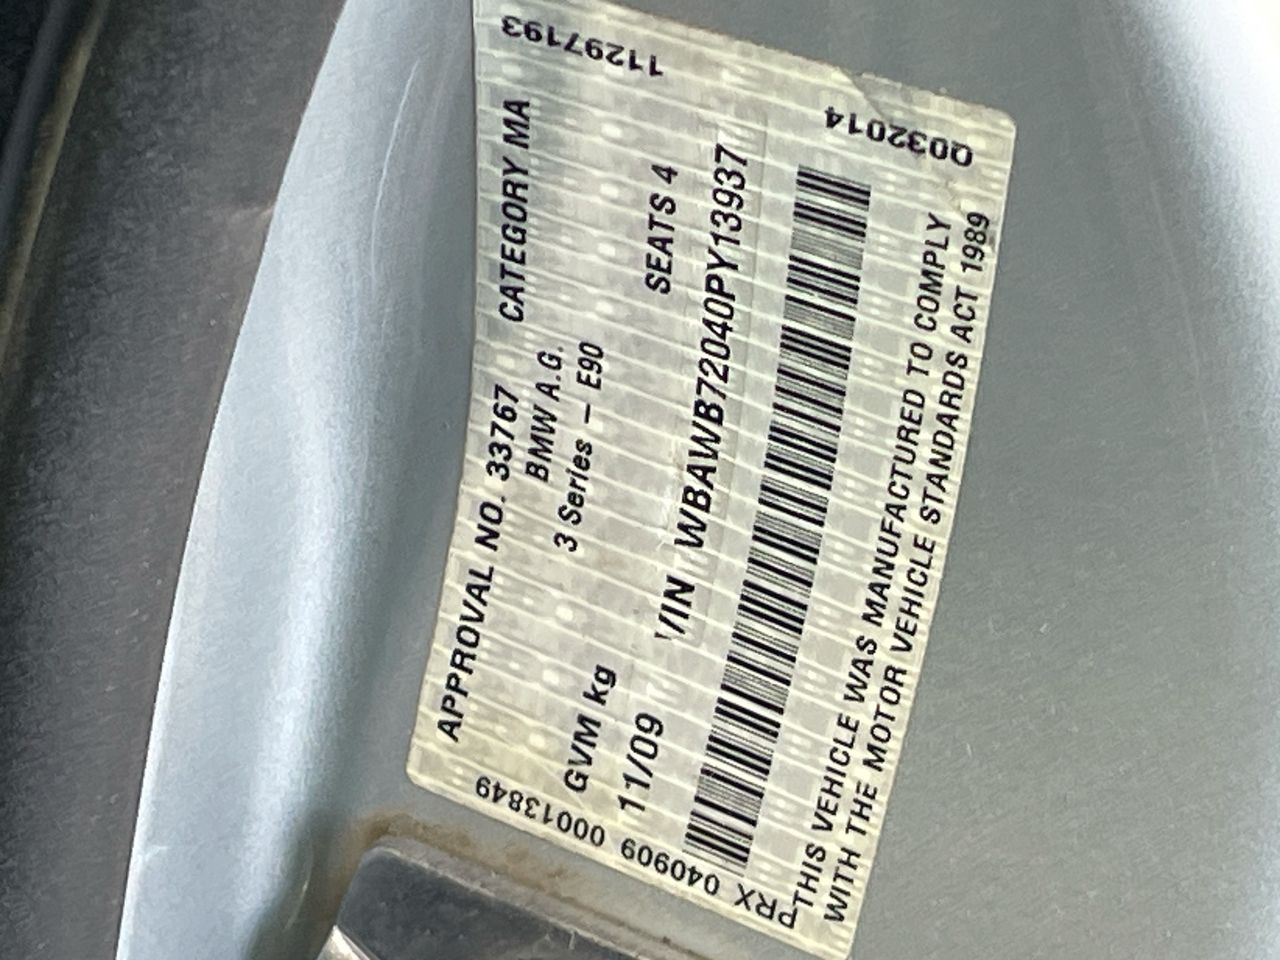 APPROVAL NO. 33767 CATEGORY MA
BMW A.G.
3 Series – E90
GVM kg SEATS 4
11/09 VIN WBAWB72040PY13937
THIS VEHICLE WAS MANUFACTURED TO COMPLY
WITH THE MOTOR VEHICLE STANDARDS ACT 1989
PRX 040909 00013849
11297193
Q032014